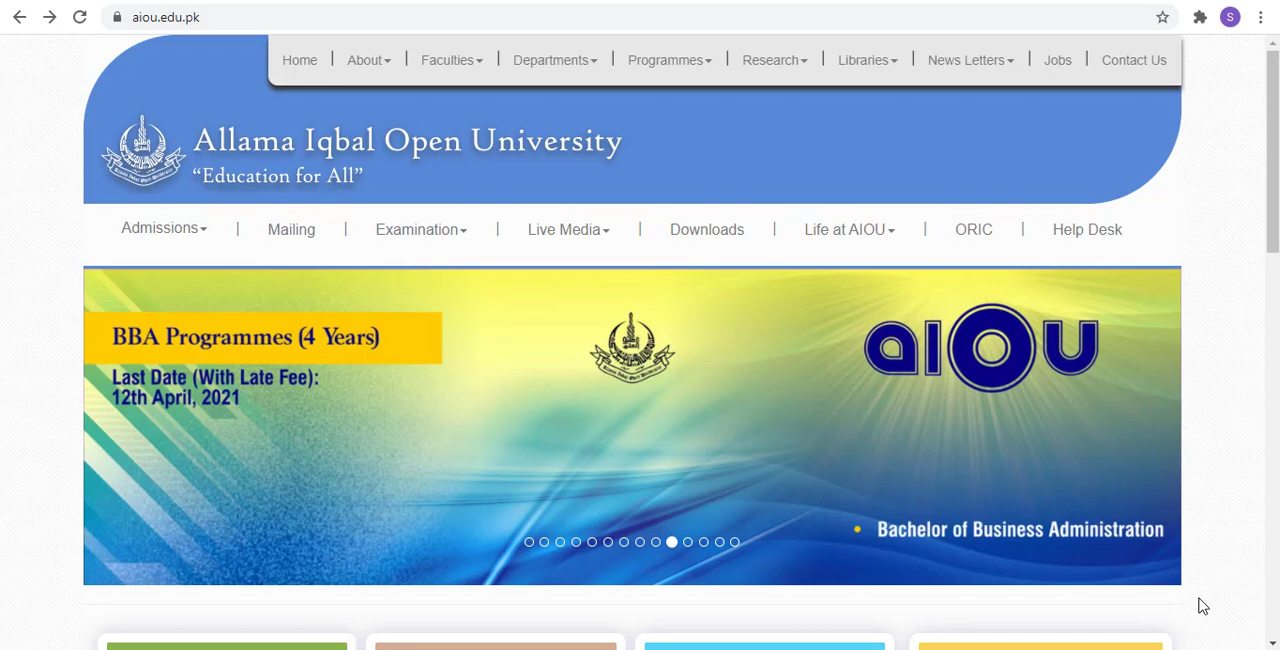 aiou.edu.pk
S
Home | About | Faculties | Departments | Programmes | Research | Libraries | News Letters | Jobs | Contact Us
Allama Iqbal Open University
“Education for All”
Admissions | Mailing | Examination | Live Media | Downloads | Life at AIOU | ORIC | Help Desk
BBA Programmes (4 Years)
Last Date (With Late Fee):
12th April, 2021
aIOU
• Bachelor of Business Administration